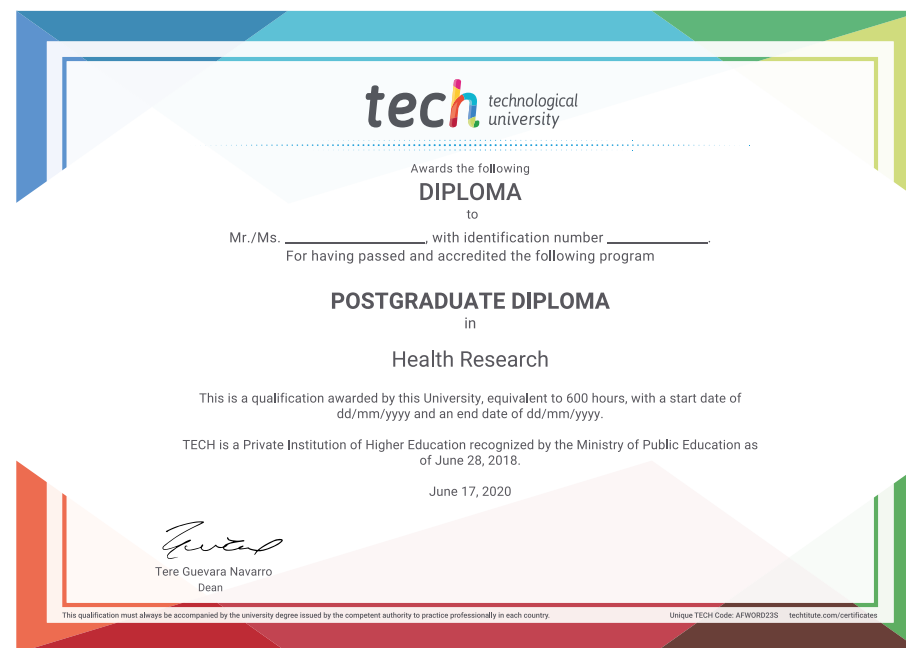 tech technological
university
Awards the following
DIPLOMA
to
Mr./Ms. ____________________, with identification number ______________.
For having passed and accredited the following program
POSTGRADUATE DIPLOMA
in
Health Research
This is a qualification awarded by this University, equivalent to 600 hours, with a start date of
dd/mm/yyyy and an end date of dd/mm/yyyy.
TECH is a Private Institution of Higher Education recognized by the Ministry of Public Education as
of June 28, 2018.
June 17, 2020
Tere Guevara Navarro
Dean
This qualification must always be accompanied by the university degree issued by the competent authority to practice professionally in each country. Unique TECH Code: AFWORD23S techtitute.com/certificates